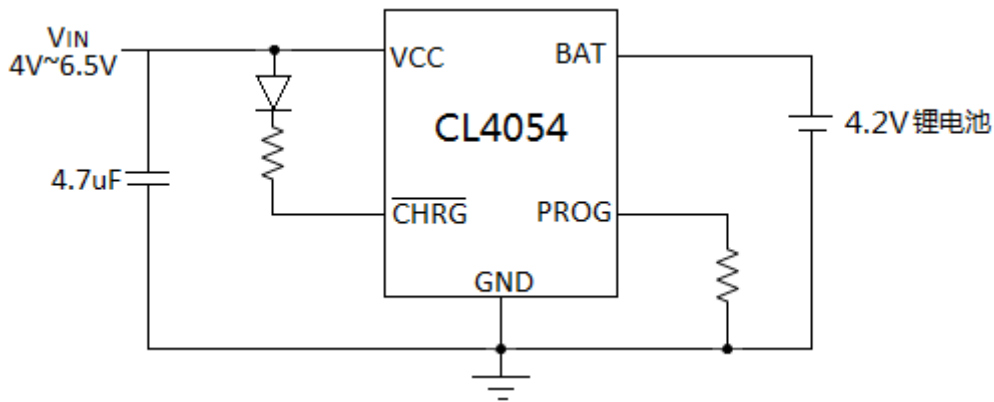 VIN
4V~6.5V
VCC
BAT
CL4054
4.2V锂电池
4.7uF
CHRG
PROG
GND